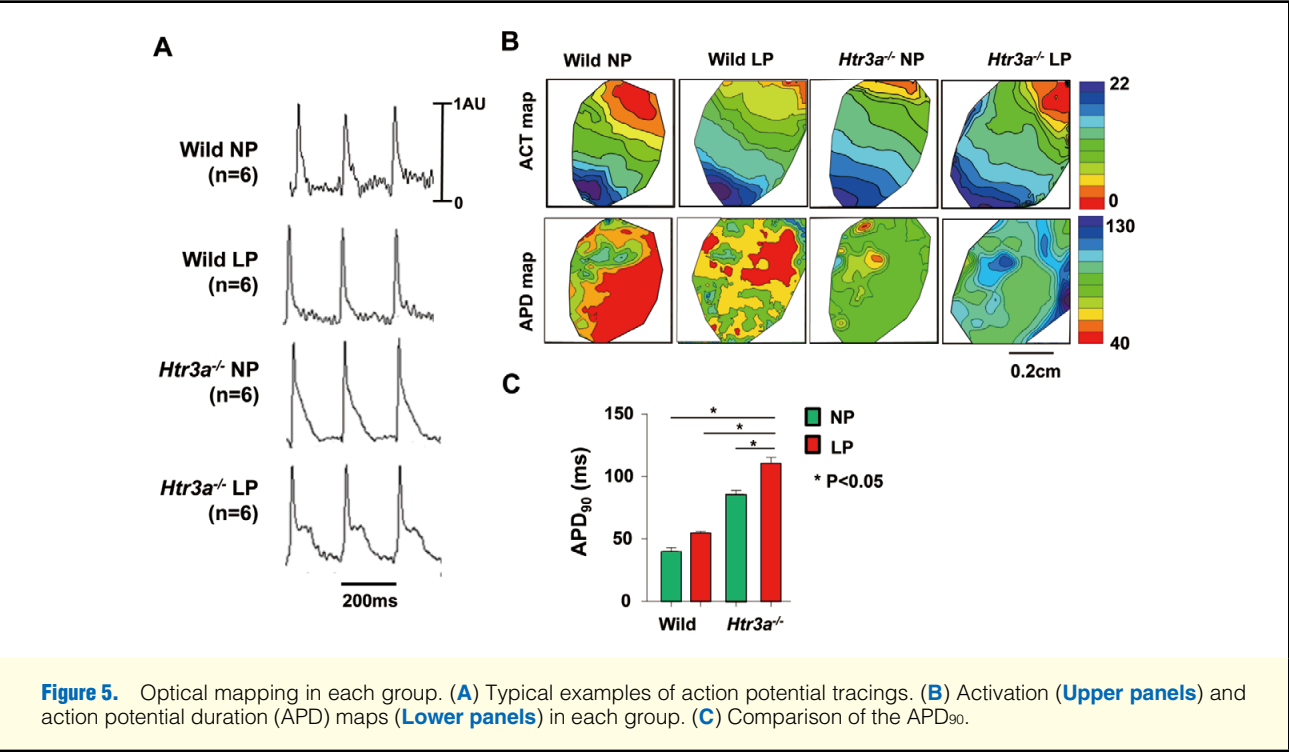 A
Wild NP
(n=6)
1AU
0
Wild LP
(n=6)
Htr3a-/- NP
(n=6)
Htr3a-/- LP
(n=6)
200ms
B
Wild NP
Wild LP
Htr3a-/- NP
Htr3a-/- LP
ACT map
22
0
APD map
130
40
0.2cm
C
APD90 (ms)
150
100
50
0
*
*
*
Wild
Htr3a-/-
NP
LP
* P<0.05
Figure 5. Optical mapping in each group. (A) Typical examples of action potential tracings. (B) Activation (Upper panels) and
action potential duration (APD) maps (Lower panels) in each group. (C) Comparison of the APD90.